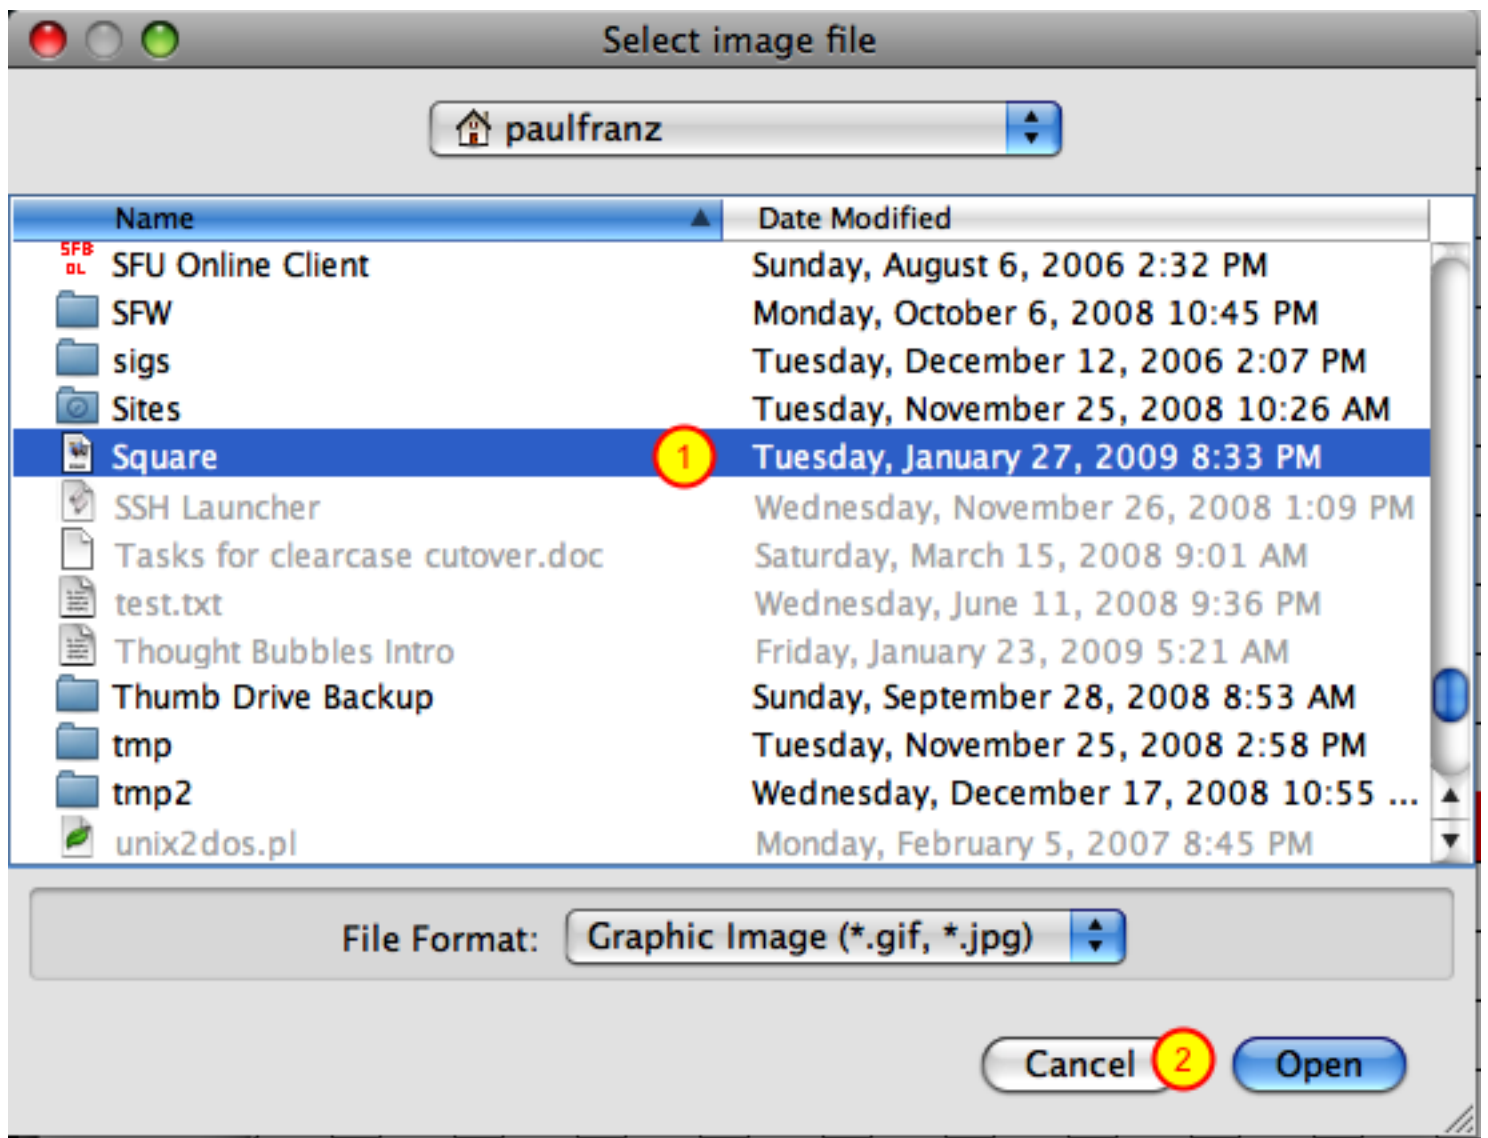 Select image file
paulfranz
Name Date Modified
SFB OL SFU Online Client Sunday, August 6, 2006 2:32 PM
SFW Monday, October 6, 2008 10:45 PM
sigs Tuesday, December 12, 2006 2:07 PM
Sites Tuesday, November 25, 2008 10:26 AM
Square 1 Tuesday, January 27, 2009 8:33 PM
SSH Launcher Wednesday, November 26, 2008 1:09 PM
Tasks for clearcase cutover.doc Saturday, March 15, 2008 9:01 AM
test.txt Wednesday, June 11, 2008 9:36 PM
Thought Bubbles Intro Friday, January 23, 2009 5:21 AM
Thumb Drive Backup Sunday, September 28, 2008 8:53 AM
tmp Tuesday, November 25, 2008 2:58 PM
tmp2 Wednesday, December 17, 2008 10:55 ...
unix2dos.pl Monday, February 5, 2007 8:45 PM
File Format: Graphic Image (*.gif, *.jpg)
Cancel 2 Open